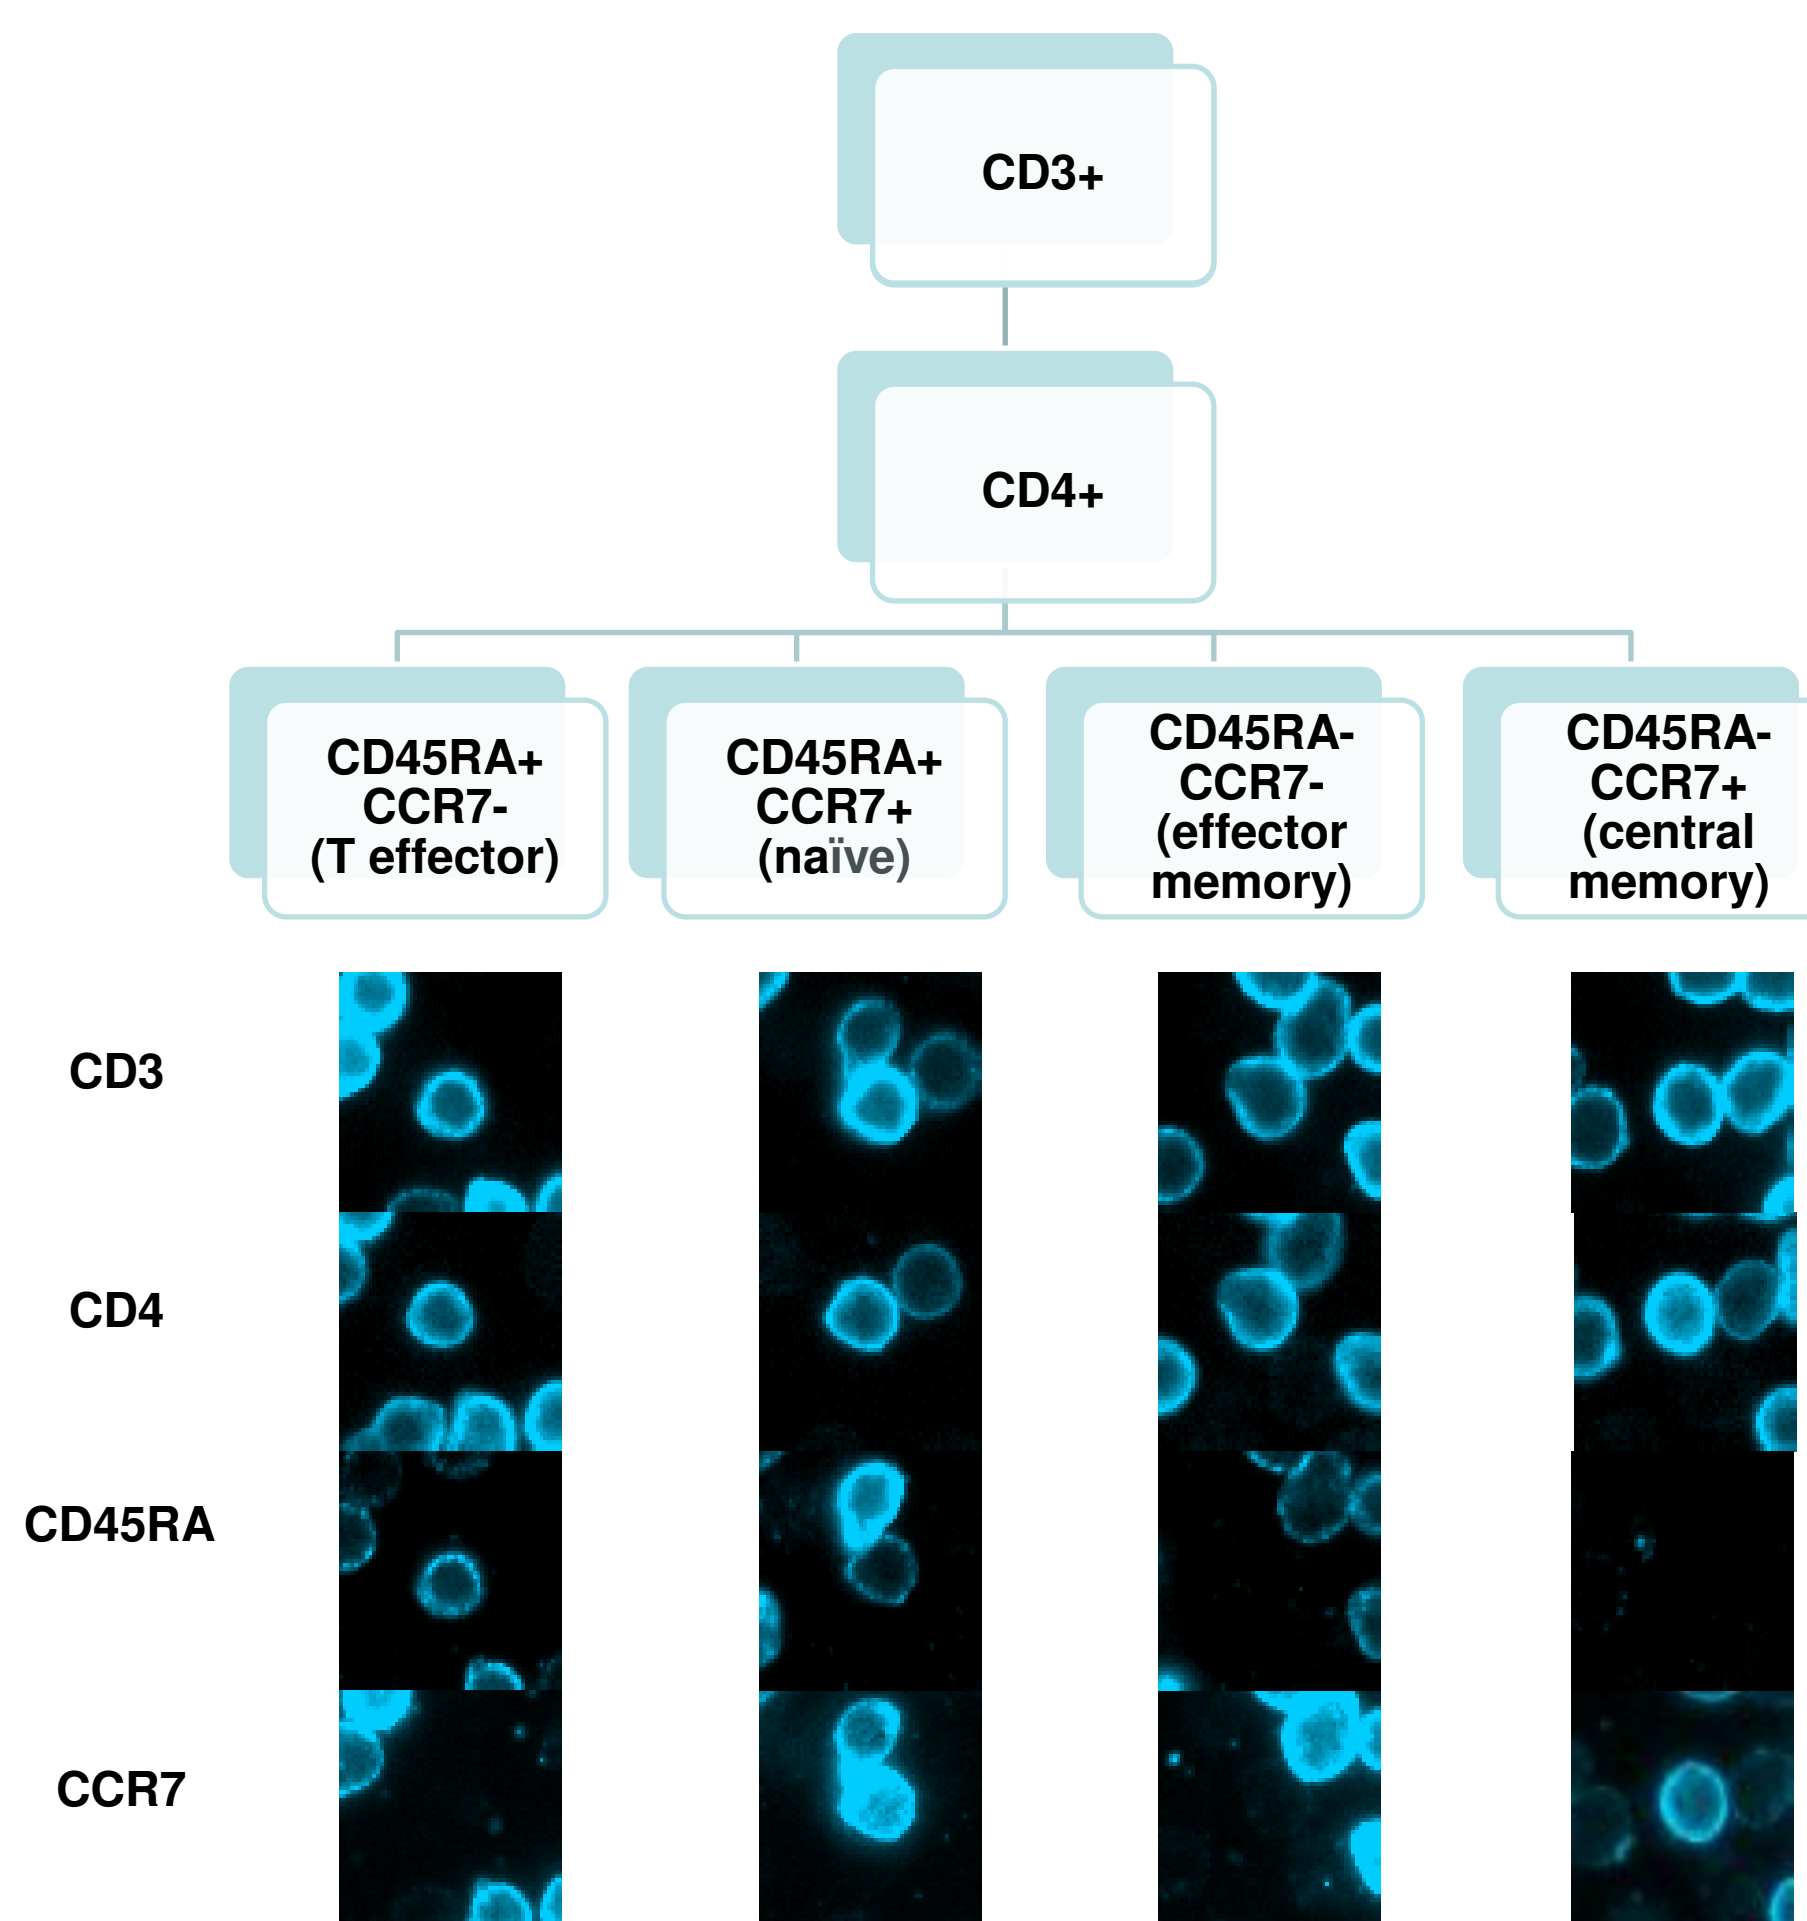 CD3+
CD4+
CD45RA+
CCR7-
(T effector)
CD45RA+
CCR7+
(naïve)
CD45RA-
CCR7-
(effector
memory)
CD45RA-
CCR7+
(central
memory)
CD3
CD4
CD45RA
CCR7